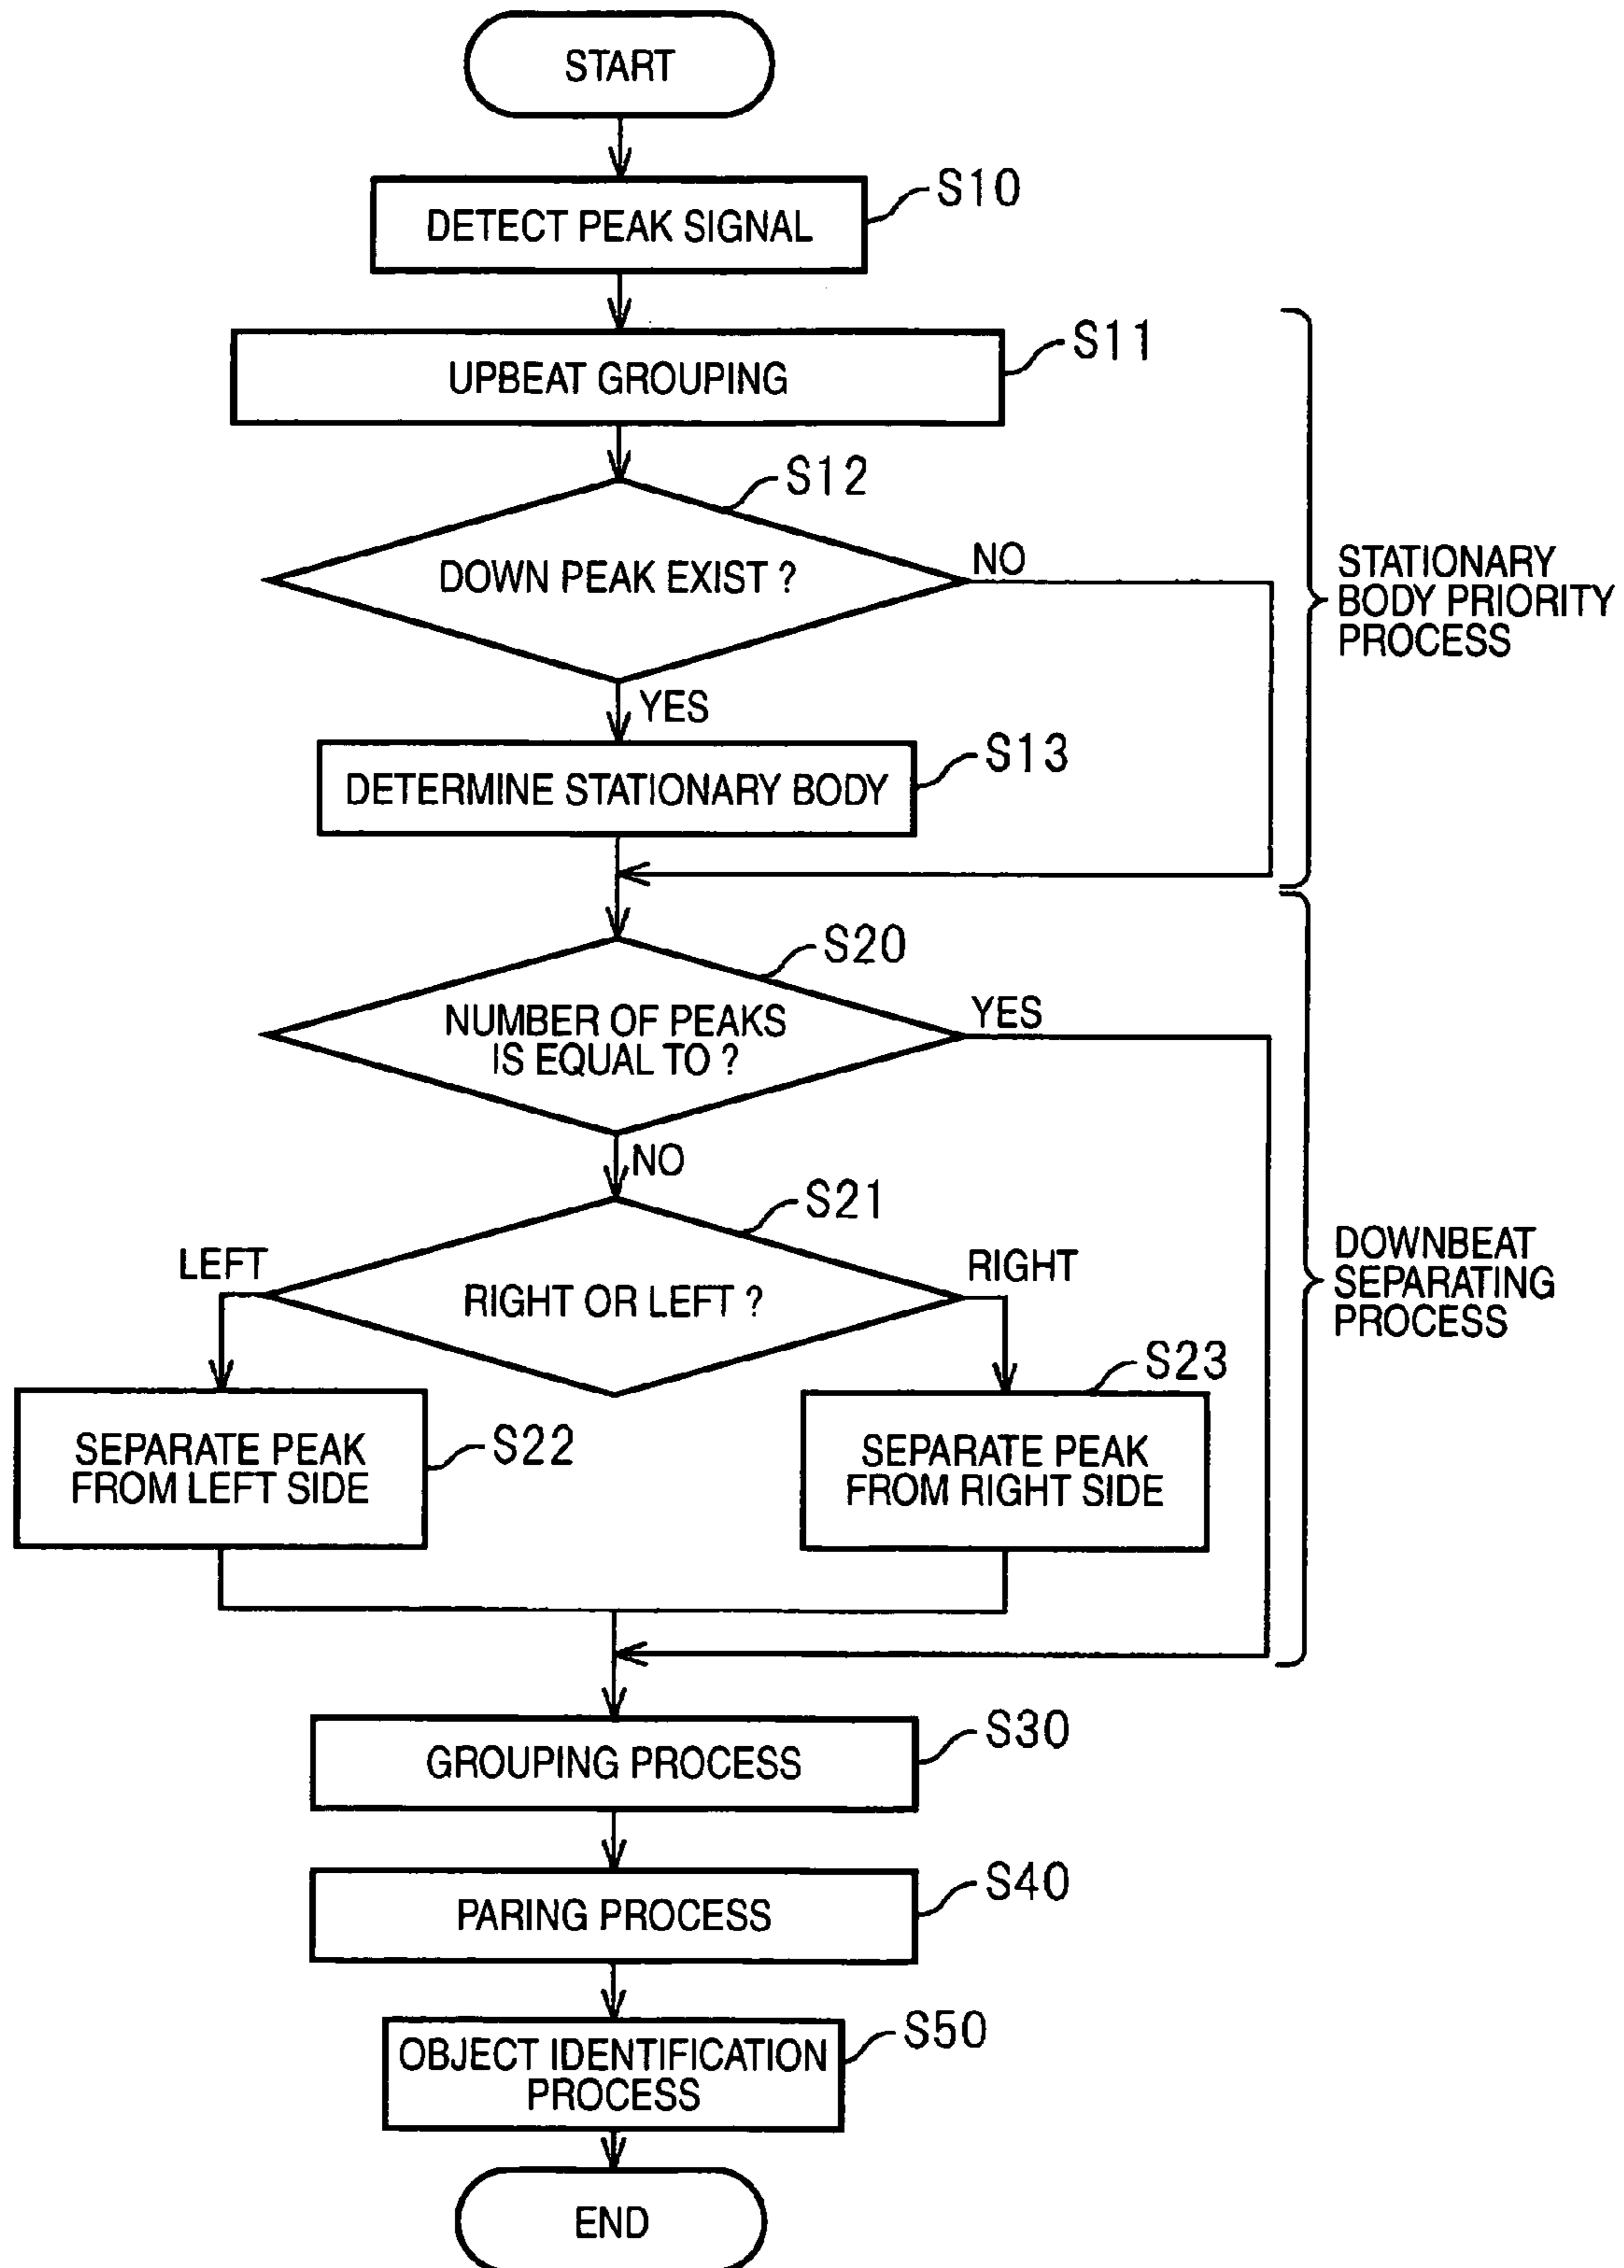 START
DETECT PEAK SIGNAL
S10
UPBEAT GROUPING
S11
S12
DOWN PEAK EXIST ?
NO
YES
DETERMINE STATIONARY BODY
S13
STATIONARY
BODY PRIORITY
PROCESS
S20
NUMBER OF PEAKS
IS EQUAL TO ?
YES
NO
S21
RIGHT OR LEFT ?
LEFT
RIGHT
SEPARATE PEAK
FROM LEFT SIDE
S22
S23
SEPARATE PEAK
FROM RIGHT SIDE
DOWNBEAT
SEPARATING
PROCESS
GROUPING PROCESS
S30
PARING PROCESS
S40
OBJECT IDENTIFICATION
PROCESS
S50
END